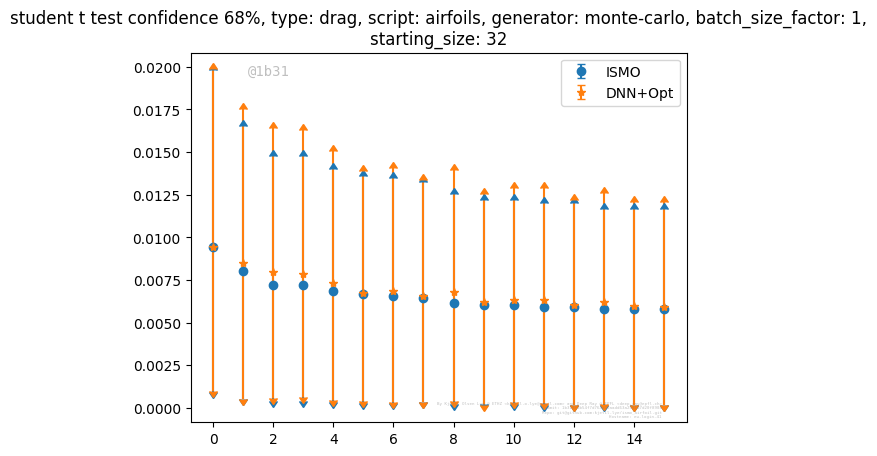 student t test confidence 68%, type: drag, script: airfoils, generator: monte-carlo, batch_size_factor: 1,
starting_size: 32
@1b31
ISMO
DNN+Opt
0.0200
0.0175
0.0150
0.0125
0.0100
0.0075
0.0050
0.0025
0.0000
0 2 4 6 8 10 12 14